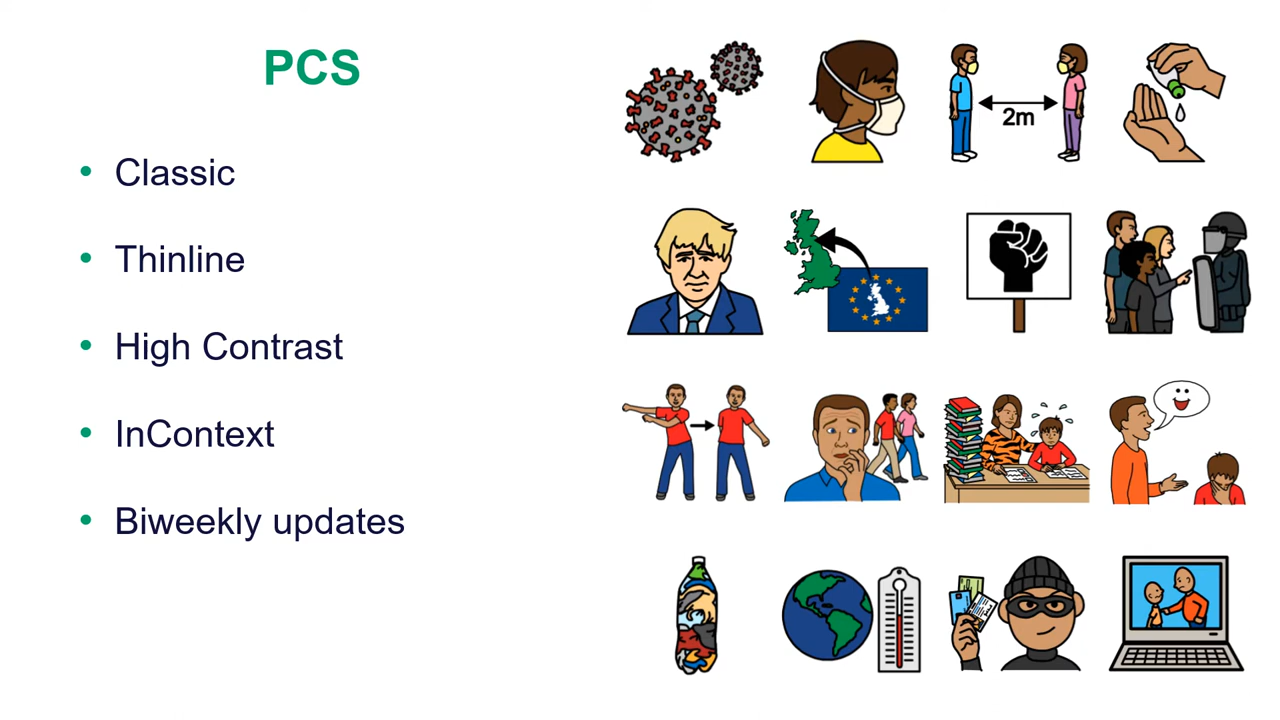 PCS
• Classic
• Thinline
• High Contrast
• InContext
• Biweekly updates
2m